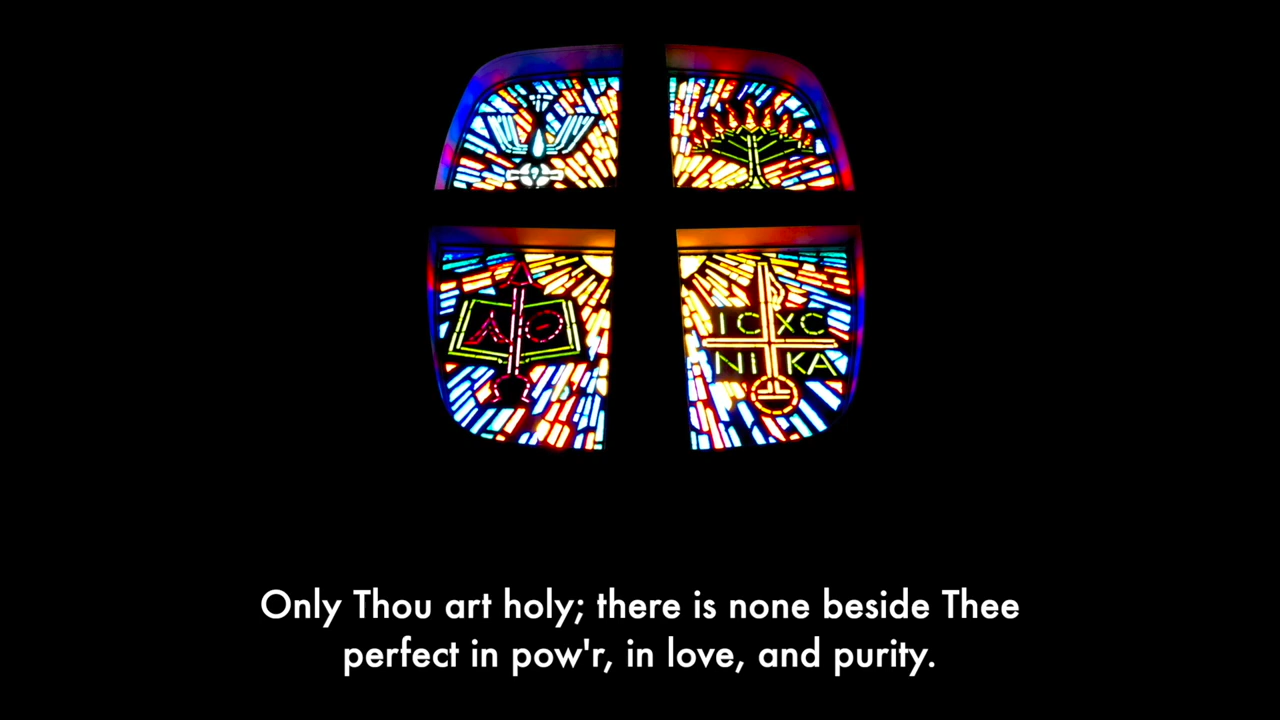 IC XC
NI KA
Only Thou art holy; there is none beside Thee
perfect in pow'r, in love, and purity.